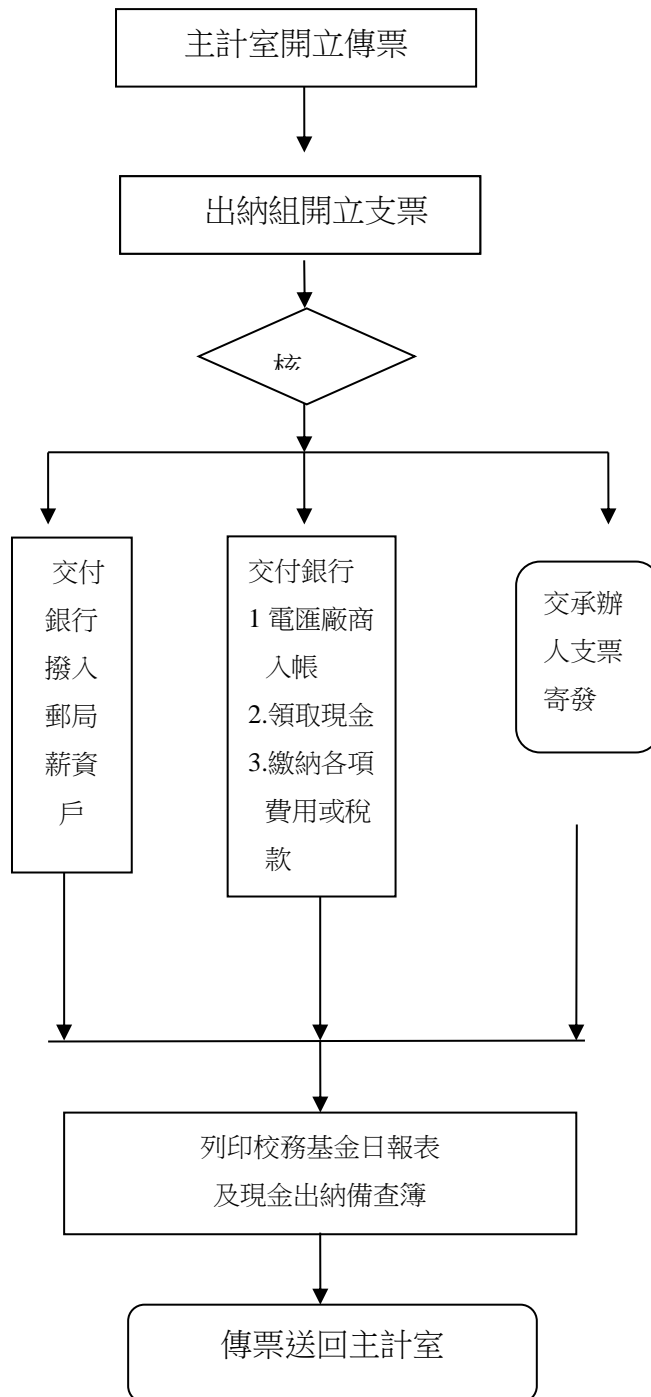 主計室開立傳票
出納組開立支票
核
交付
銀行
撥入
郵局
薪資
戶
交付銀行
1 電匯廠商
入帳
2.領取現金
3.繳納各項
費用或稅
款
交承辦
人支票
寄發
列印校務基金日報表
及現金出納備查簿
傳票送回主計室